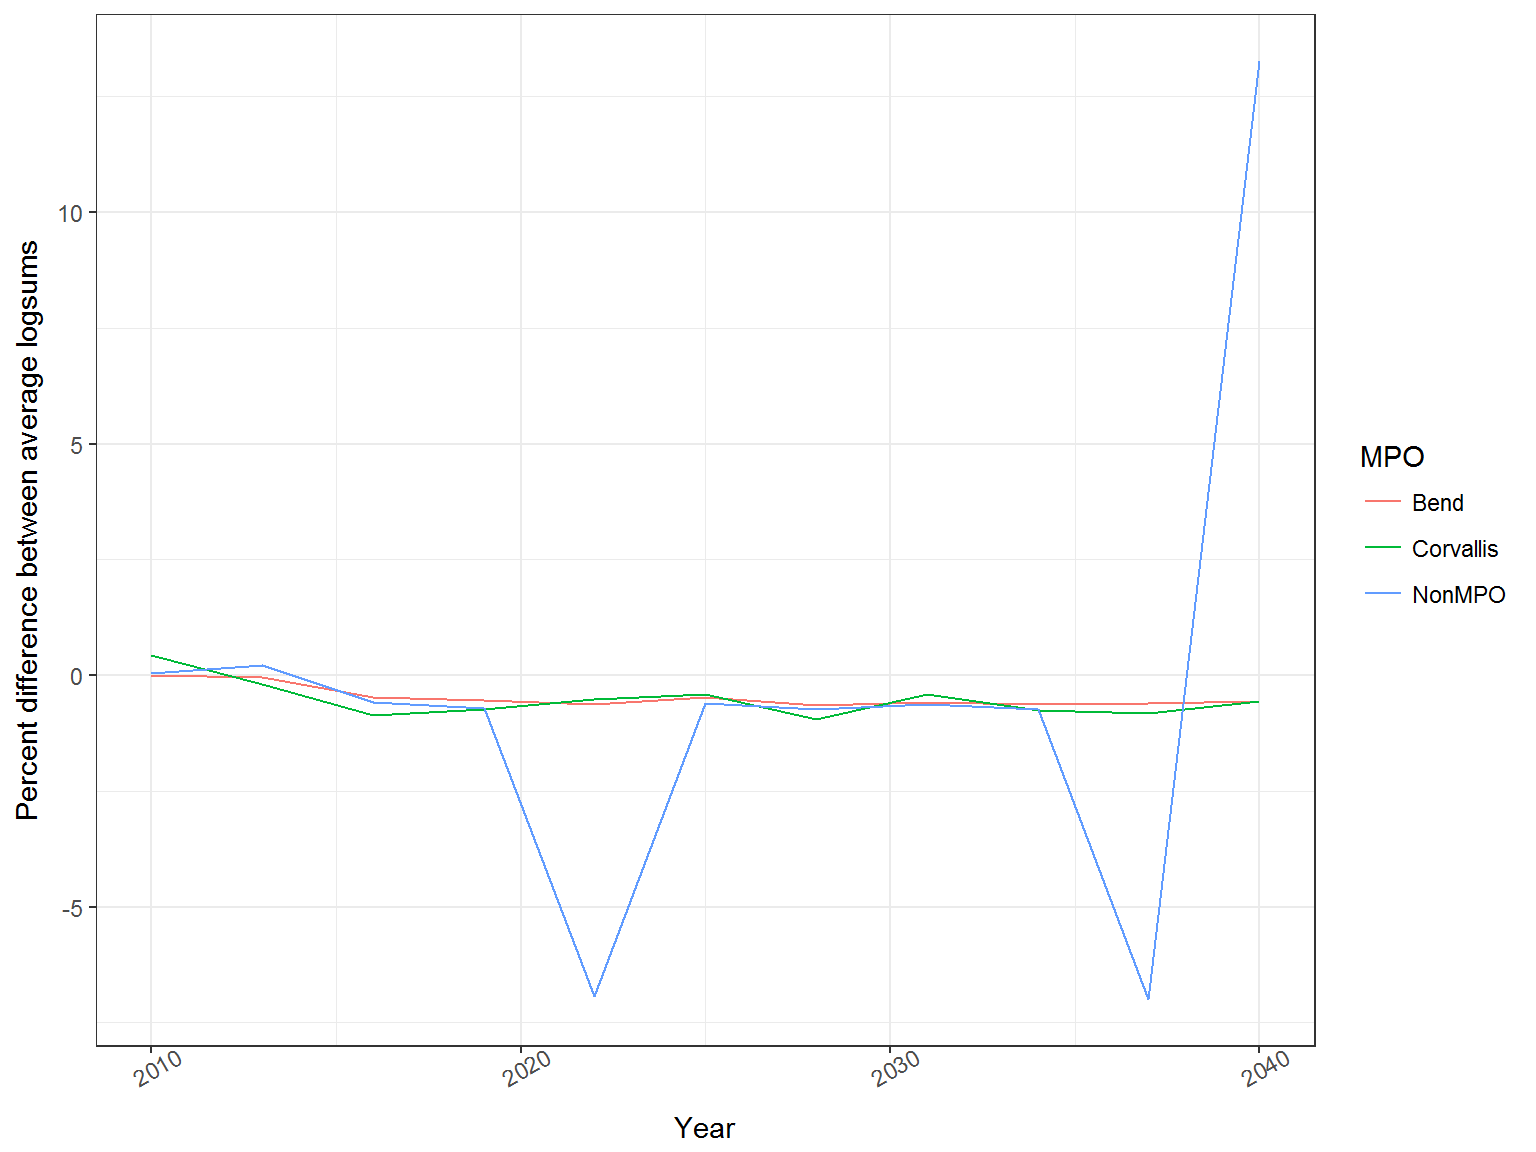 Percent difference between average logsums
10
5
0
-5
2010
2020
2030
2040
Year
MPO
Bend
Corvallis
NonMPO